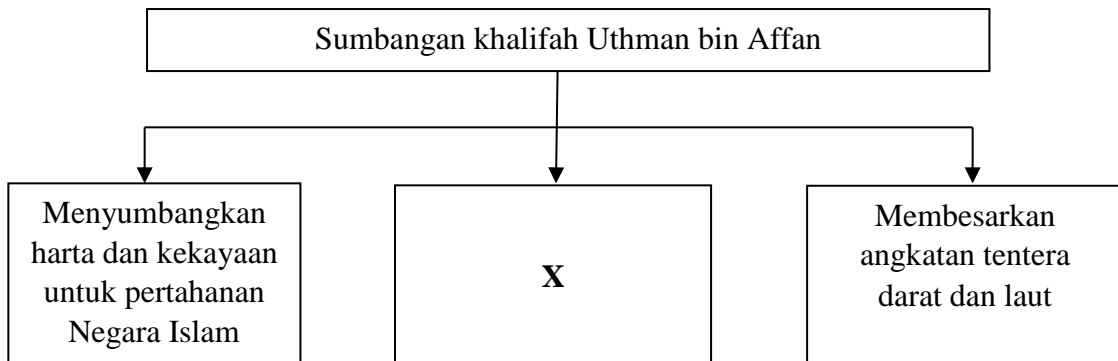 Sumbangan khalifah Uthman bin Affan
Menyumbangkan
harta dan kekayaan
untuk pertahanan
Negara Islam
X
Membesarkan
angkatan tentera
darat dan laut